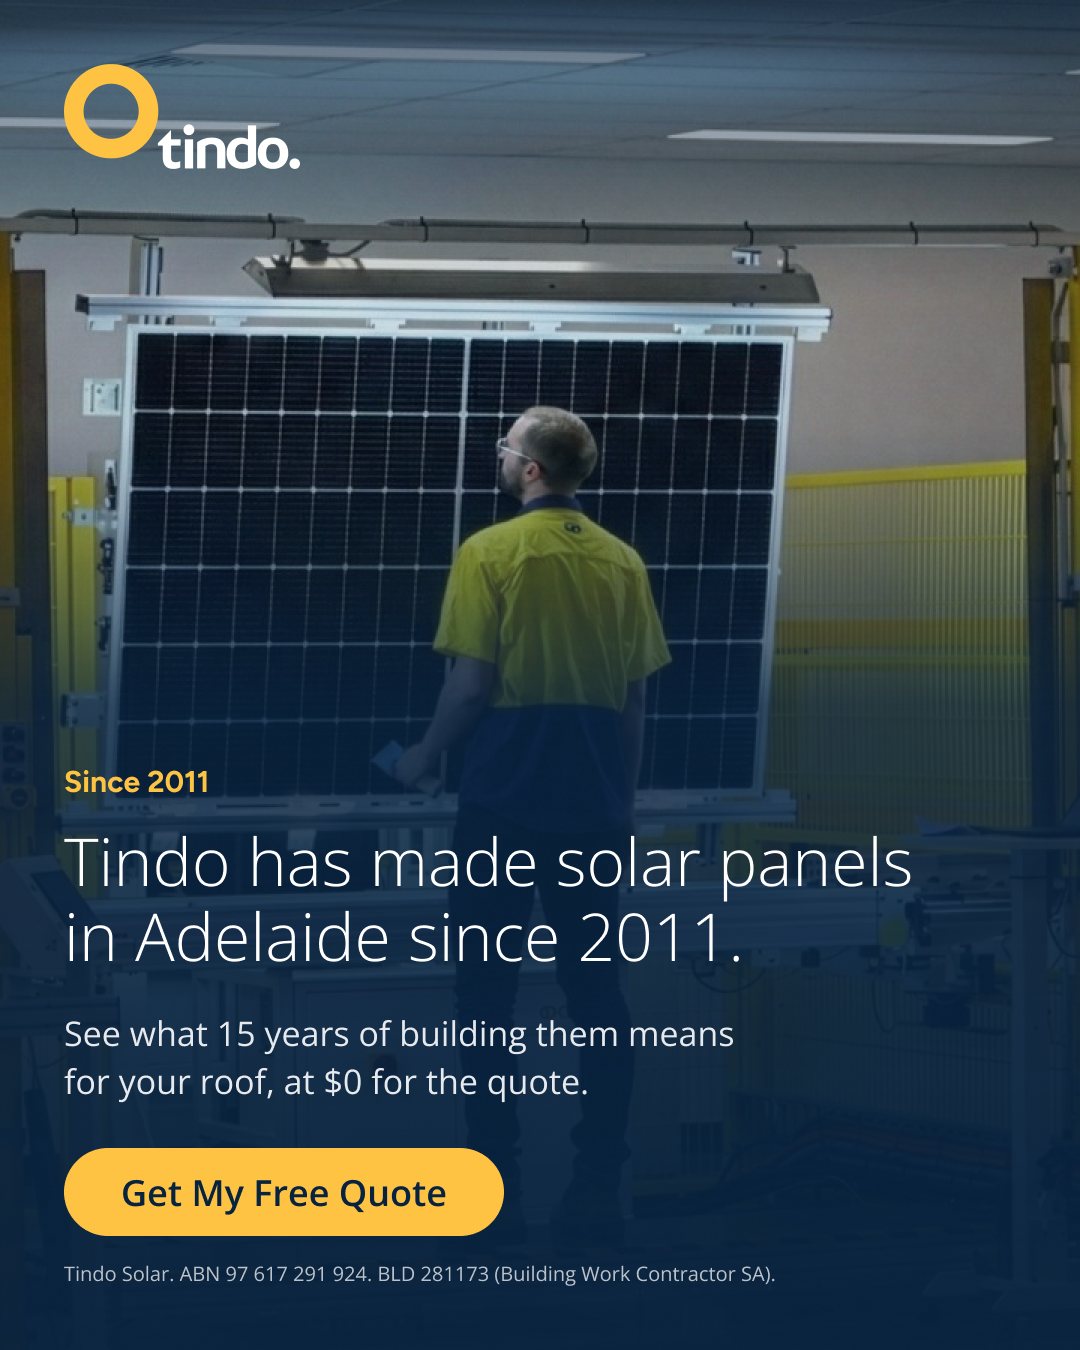 tindo.
Since 2011
Tindo has made solar panels
in Adelaide since 2011.
See what 15 years of building them means
for your roof, at $0 for the quote.
Get My Free Quote
Tindo Solar. ABN 97 617 291 924. BLD 281173 (Building Work Contractor SA).